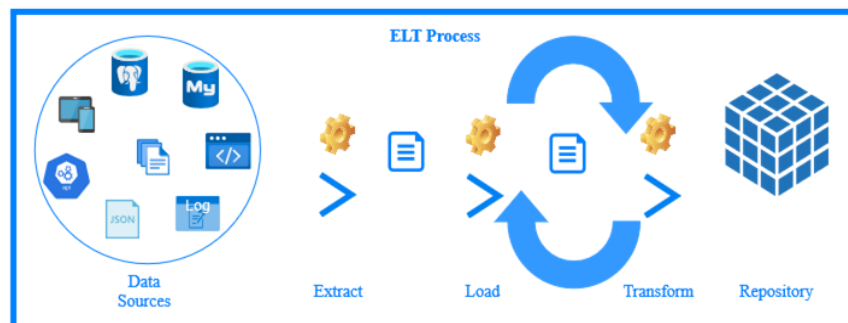 ELT Process
My
</>
Log
JSON
Data
Sources
Extract
Load
Transform
Repository